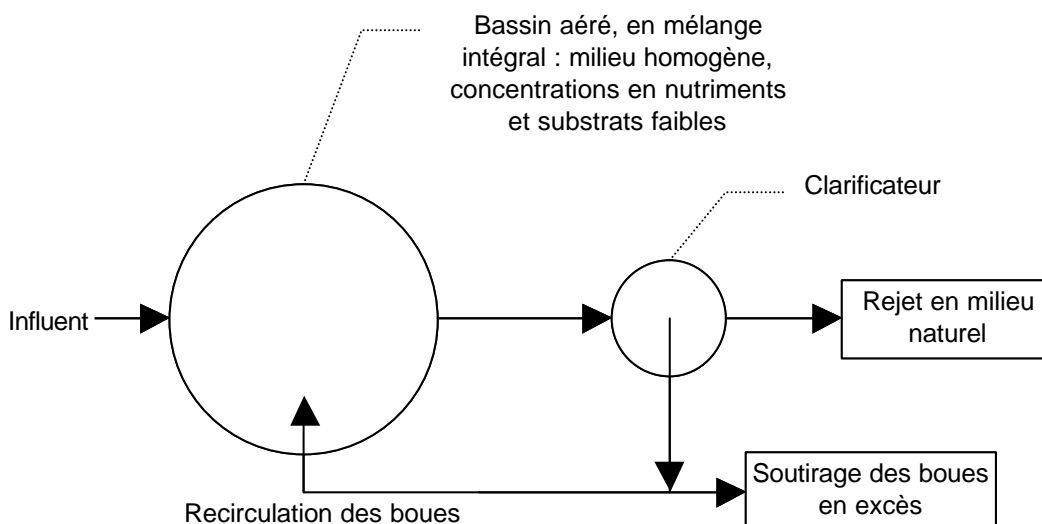 Bassin aéré, en mélange
intégral : milieu homogène,
concentrations en nutriments
et substrats faibles
Clarificateur
Influent
Rejet en milieu
naturel
Soutirage des boues
en excès
Recirculation des boues